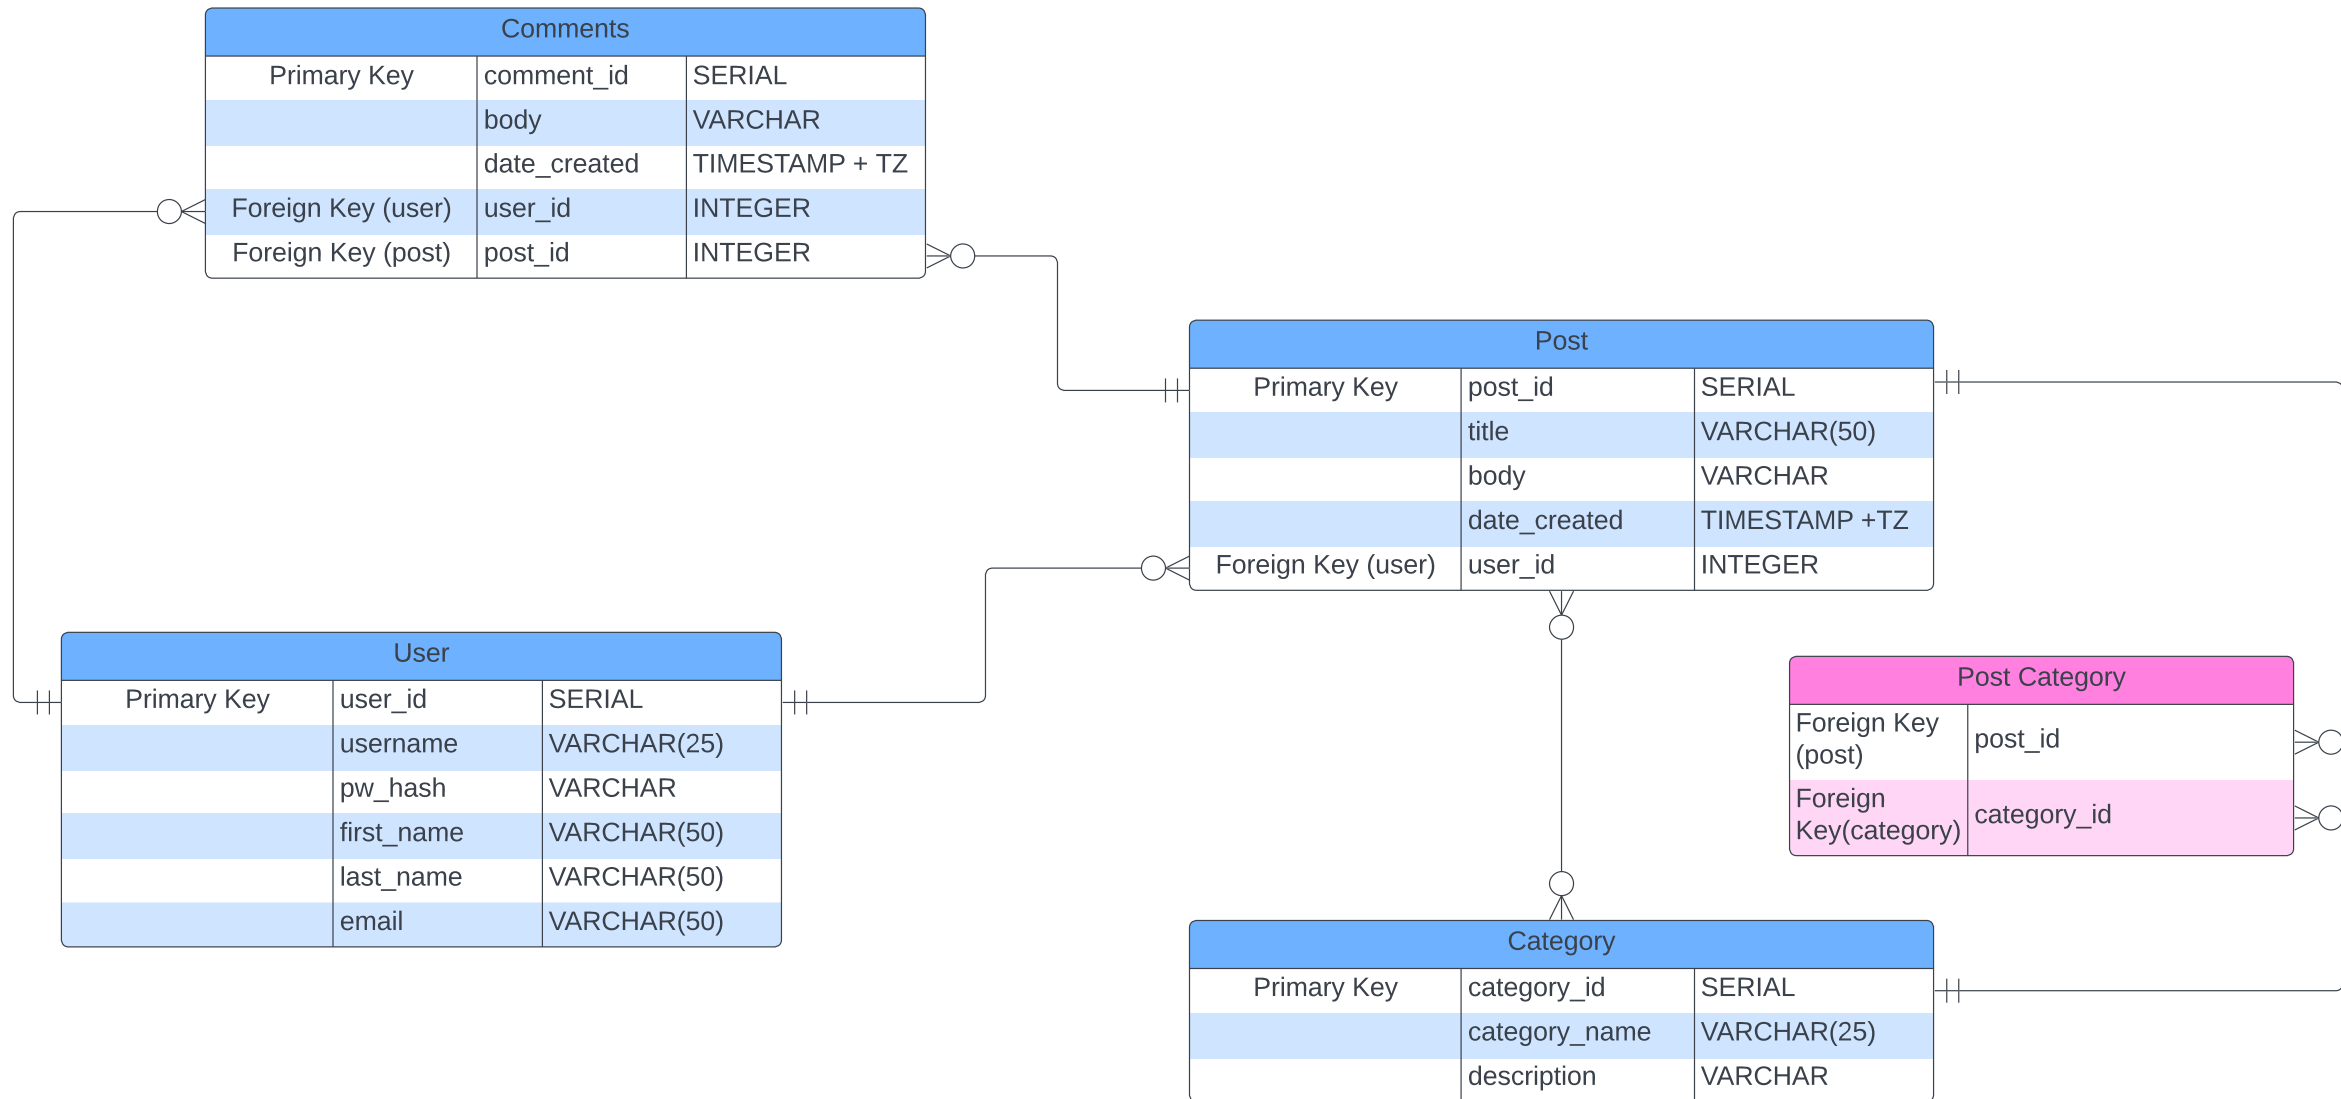 Comments
Primary Key comment_id SERIAL
body VARCHAR
date_created TIMESTAMP + TZ
Foreign Key (user) user_id INTEGER
Foreign Key (post) post_id INTEGER
Post
Primary Key post_id SERIAL
title VARCHAR(50)
body VARCHAR
date_created TIMESTAMP +TZ
Foreign Key (user) user_id INTEGER
User
Primary Key user_id SERIAL
username VARCHAR(25)
pw_hash VARCHAR
first_name VARCHAR(50)
last_name VARCHAR(50)
email VARCHAR(50)
Post Category
Foreign Key
(post)
post_id
Foreign
Key(category)
category_id
Category
Primary Key category_id SERIAL
category_name VARCHAR(25)
description VARCHAR